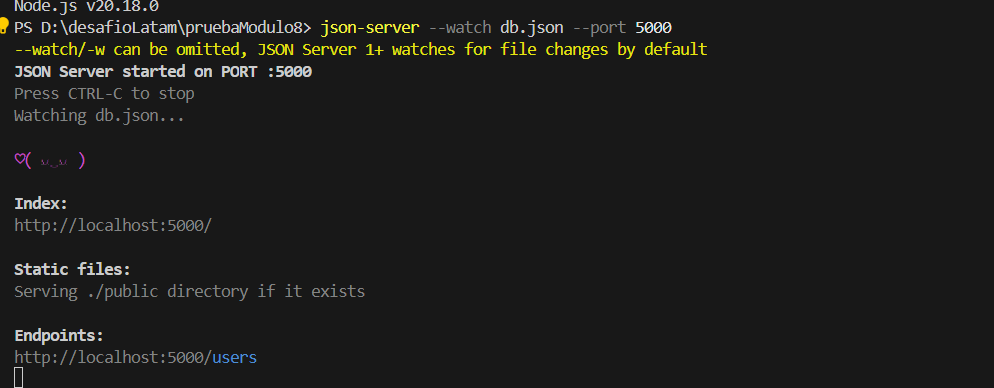 Node.js v20.18.0
PS D:\desafioLatam\pruebaModulo8> json-server --watch db.json --port 5000
--watch/-w can be omitted, JSON Server 1+ watches for file changes by default
JSON Server started on PORT :5000
Press CTRL-C to stop
Watching db.json...
♡( ⁠◡⁠ )
Index:
http://localhost:5000/
Static files:
Serving ./public directory if it exists
Endpoints:
http://localhost:5000/users